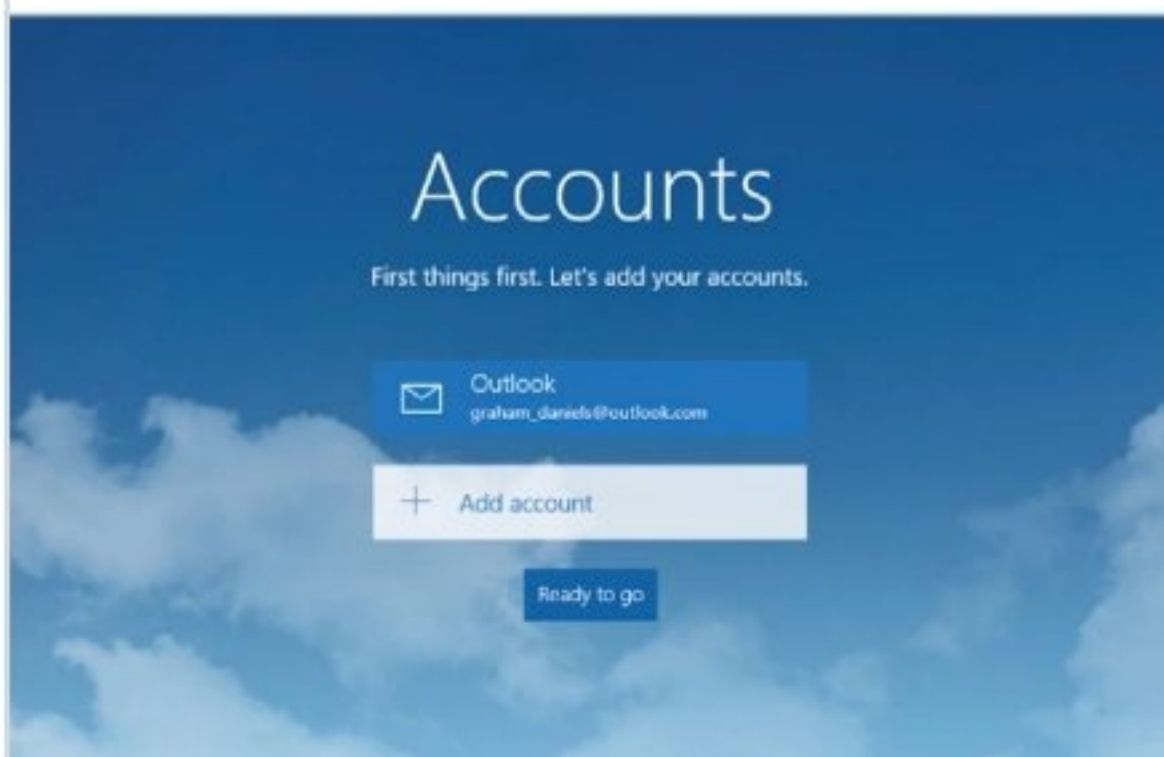 Accounts
First things first. Let's add your accounts.
Outlook
graham_daniels@outlook.com
Add account
Ready to go